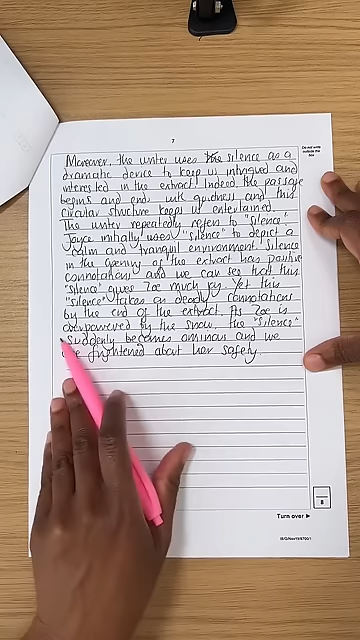 7
Do not write
outside the
box
Moreover, the writer uses the silence as a
dramatic device to keep us intrigued and
interested in the extract. Indeed, the passage
begins and ends with quietness and this
circular structure keeps us entertained.
The writer repeatedly refers to "silence".
Joyce initially uses "silence" to depict a
calm and tranquil environment. Silence
in the opening of the extract has positive
connotations and we can see that this
"silence" gives Zoe much joy. Yet this
"silence" takes on deadly connotations
by the end of the extract. As Zoe is
overpowered by the snow, the "silence"
suddenly becomes ominous and we
are frightened about her safety.
8
Turn over ►
IB/G/Nov19/8700/1